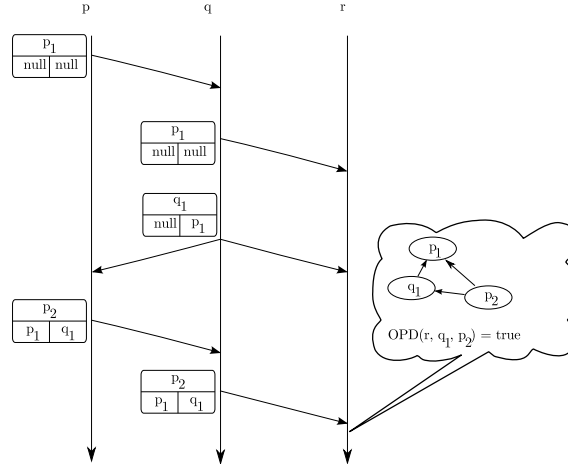 p q r
p1
null null
p1
null null
q1
null p1
p1
q1
p2
p2
p1 q1
OPD(r, q1, p2) = true
p2
p1 q1